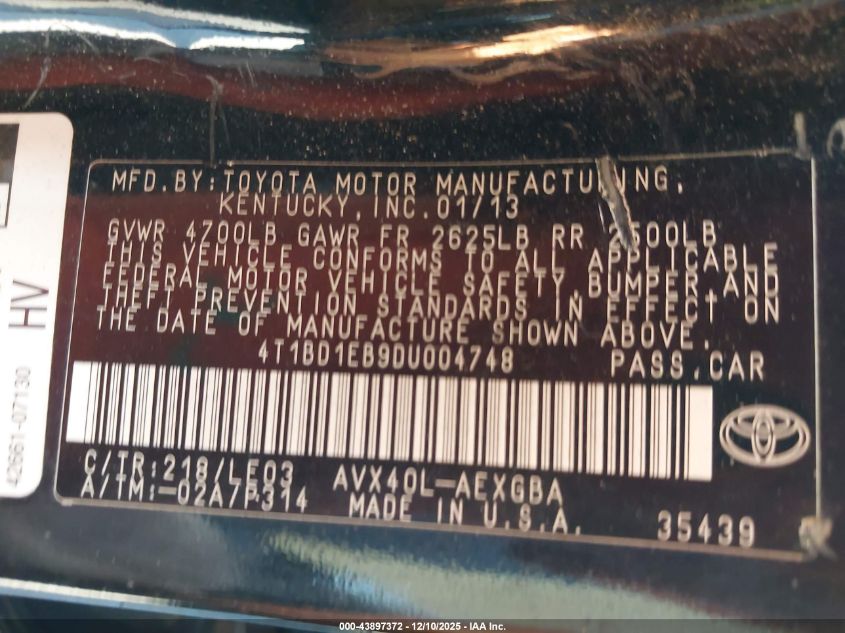 MFD.BY:TOYOTA MOTOR MANUFACTURING,
KENTUCKY,INC.01/13
GVWR 4700LB GAWR FR 2625LB RR 2500LB
THIS VEHICLE CONFORMS TO ALL APPLICABLE
FEDERAL MOTOR VEHICLE SAFETY,BUMPER,AND
THEFT PREVENTION STANDARDS IN EFFECT ON
THE DATE OF MANUFACTURE SHOWN ABOVE.
4T1BD1EB9DU004748 PASS.CAR
C/TR:218/LF03 AVX40L-AEXGBA
A/TM:-02A/P314 MADE IN U.S.A. 35439
HV
42661-07130
000-43897372 - 12/10/2025 - IAA Inc.